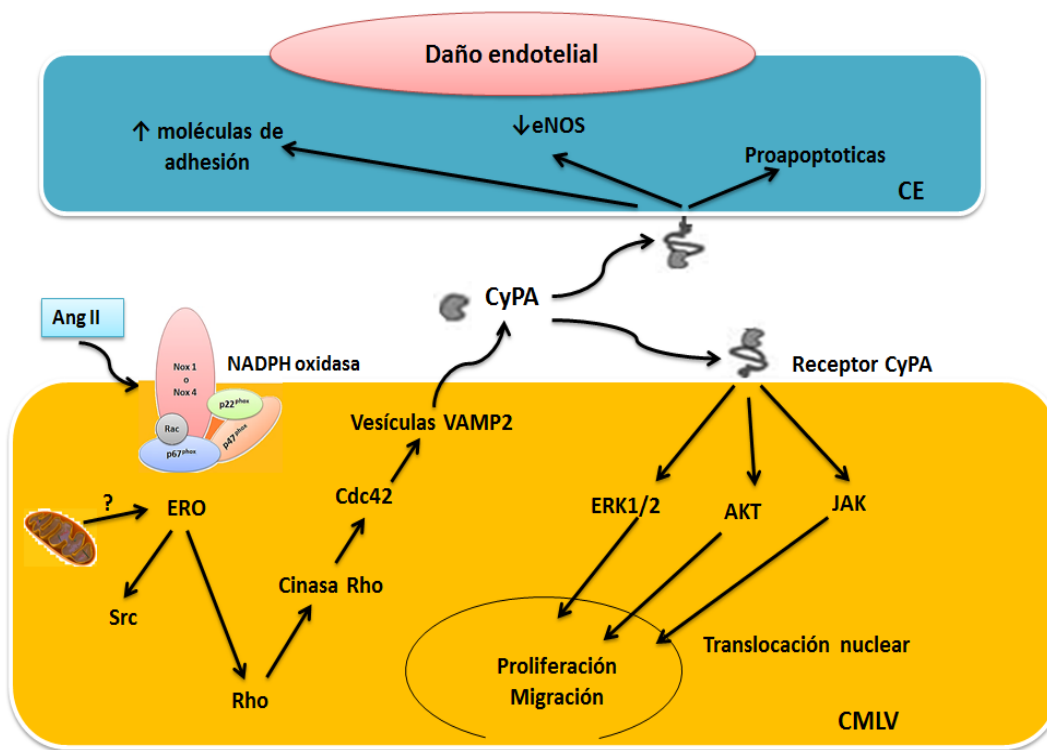 Daño endotelial
↑ moléculas de
adhesión
↓eNOS
Proapoptoticas
CE
CyPA
Ang II
Nox 1
o
Nox 4
NADPH oxidasa
p22phox
Rac
p47phox
p67phox
Receptor CyPA
Vesículas VAMP2
?
ERO
Cdc42
ERK1/2
AKT
JAK
Cinasa Rho
Src
Rho
Translocación nuclear
Proliferación
Migración
CMLV